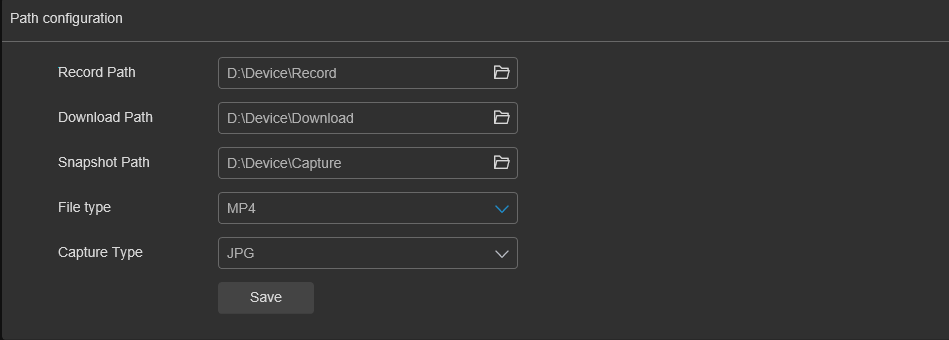 Path configuration
Record Path D:\Device\Record
Download Path D:\Device\Download
Snapshot Path D:\Device\Capture
File type MP4
Capture Type JPG
Save